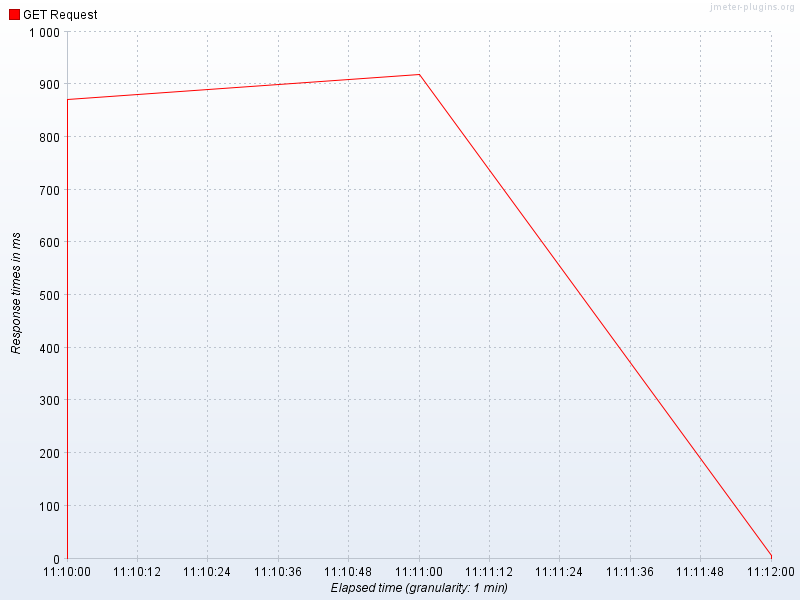 jmeter-plugins.org
GET Request
1 000
900
800
700
600
500
400
300
200
100
0
Response times in ms
11:10:00 11:10:12 11:10:24 11:10:36 11:10:48 11:11:00 11:11:12 11:11:24 11:11:36 11:11:48 11:12:00
Elapsed time (granularity: 1 min)